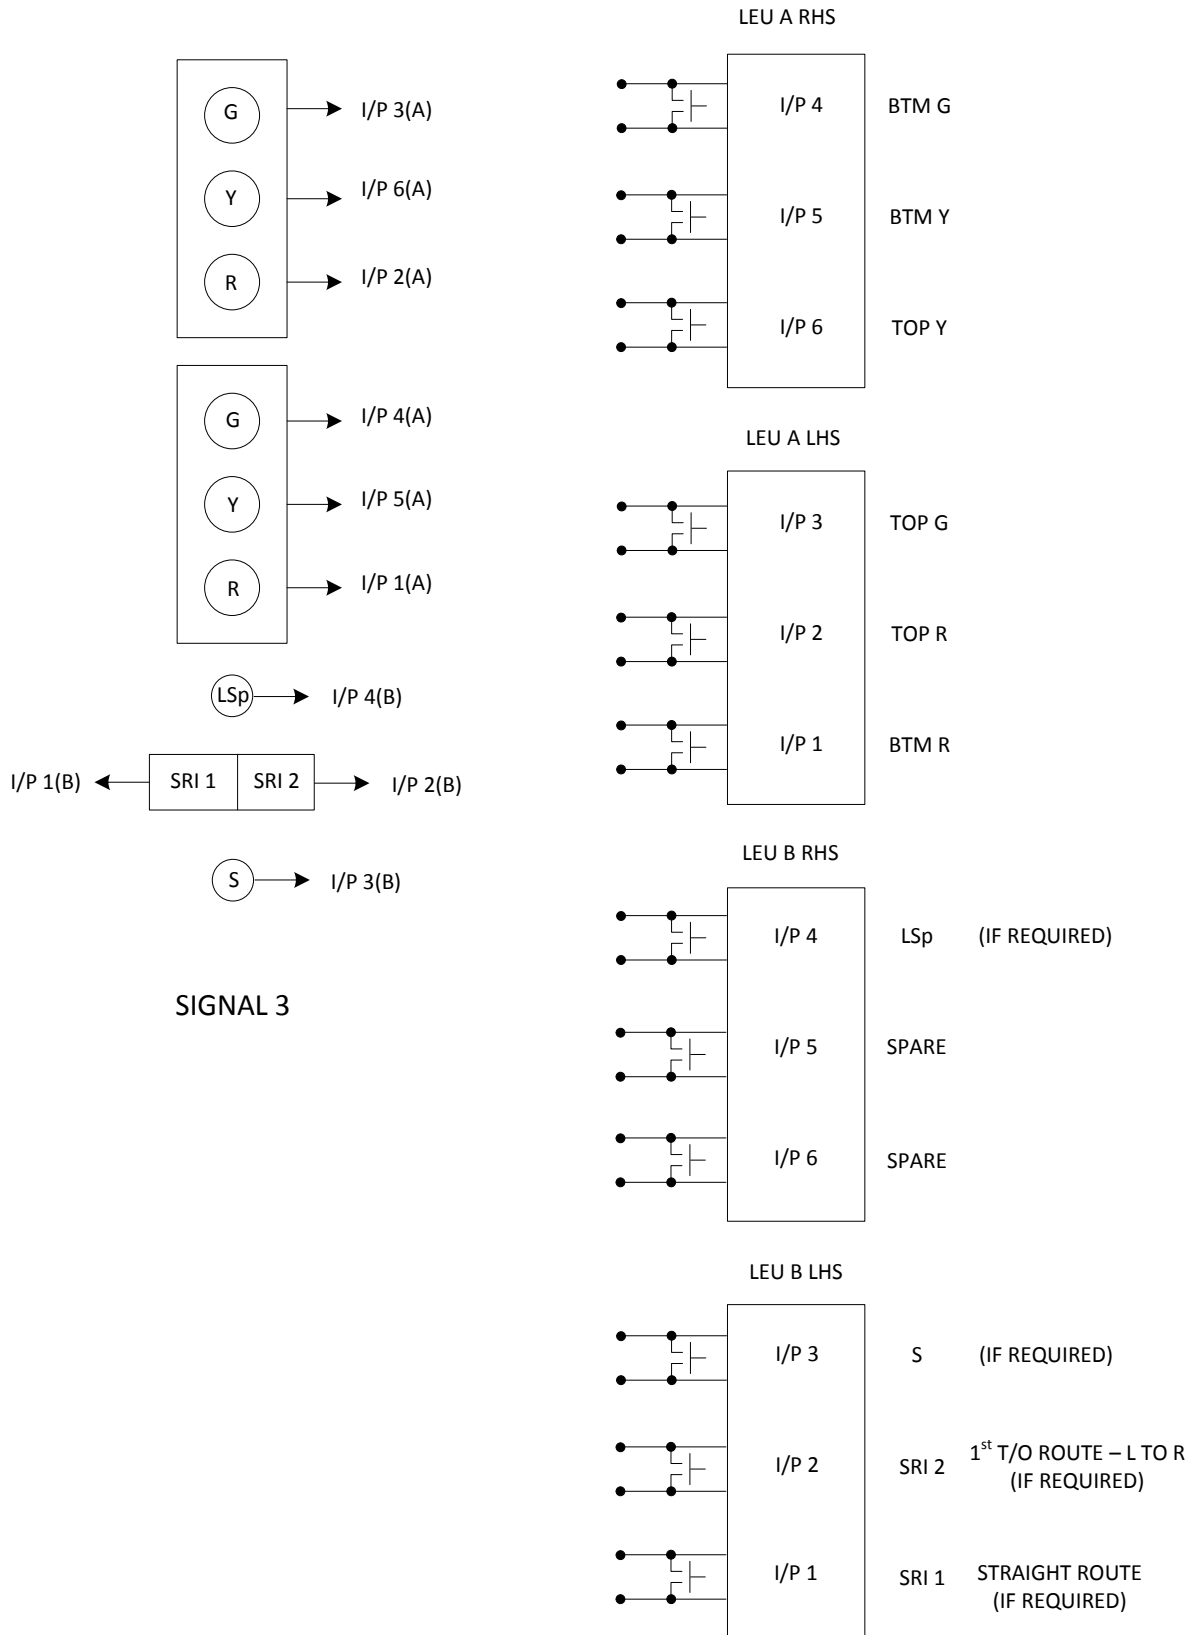 G
I/P 3(A)
Y
I/P 6(A)
R
I/P 2(A)
G
I/P 4(A)
Y
I/P 5(A)
R
I/P 1(A)
LSp
I/P 4(B)
I/P 1(B)
SRI 1
SRI 2
I/P 2(B)
S
I/P 3(B)
SIGNAL 3
LEU A RHS
I/P 4
BTM G
I/P 5
BTM Y
I/P 6
TOP Y
LEU A LHS
I/P 3
TOP G
I/P 2
TOP R
I/P 1
BTM R
LEU B RHS
I/P 4
LSp
(IF REQUIRED)
I/P 5
SPARE
I/P 6
SPARE
LEU B LHS
I/P 3
S
(IF REQUIRED)
I/P 2
SRI 2
1st T/O ROUTE – L TO R
(IF REQUIRED)
I/P 1
SRI 1
STRAIGHT ROUTE
(IF REQUIRED)